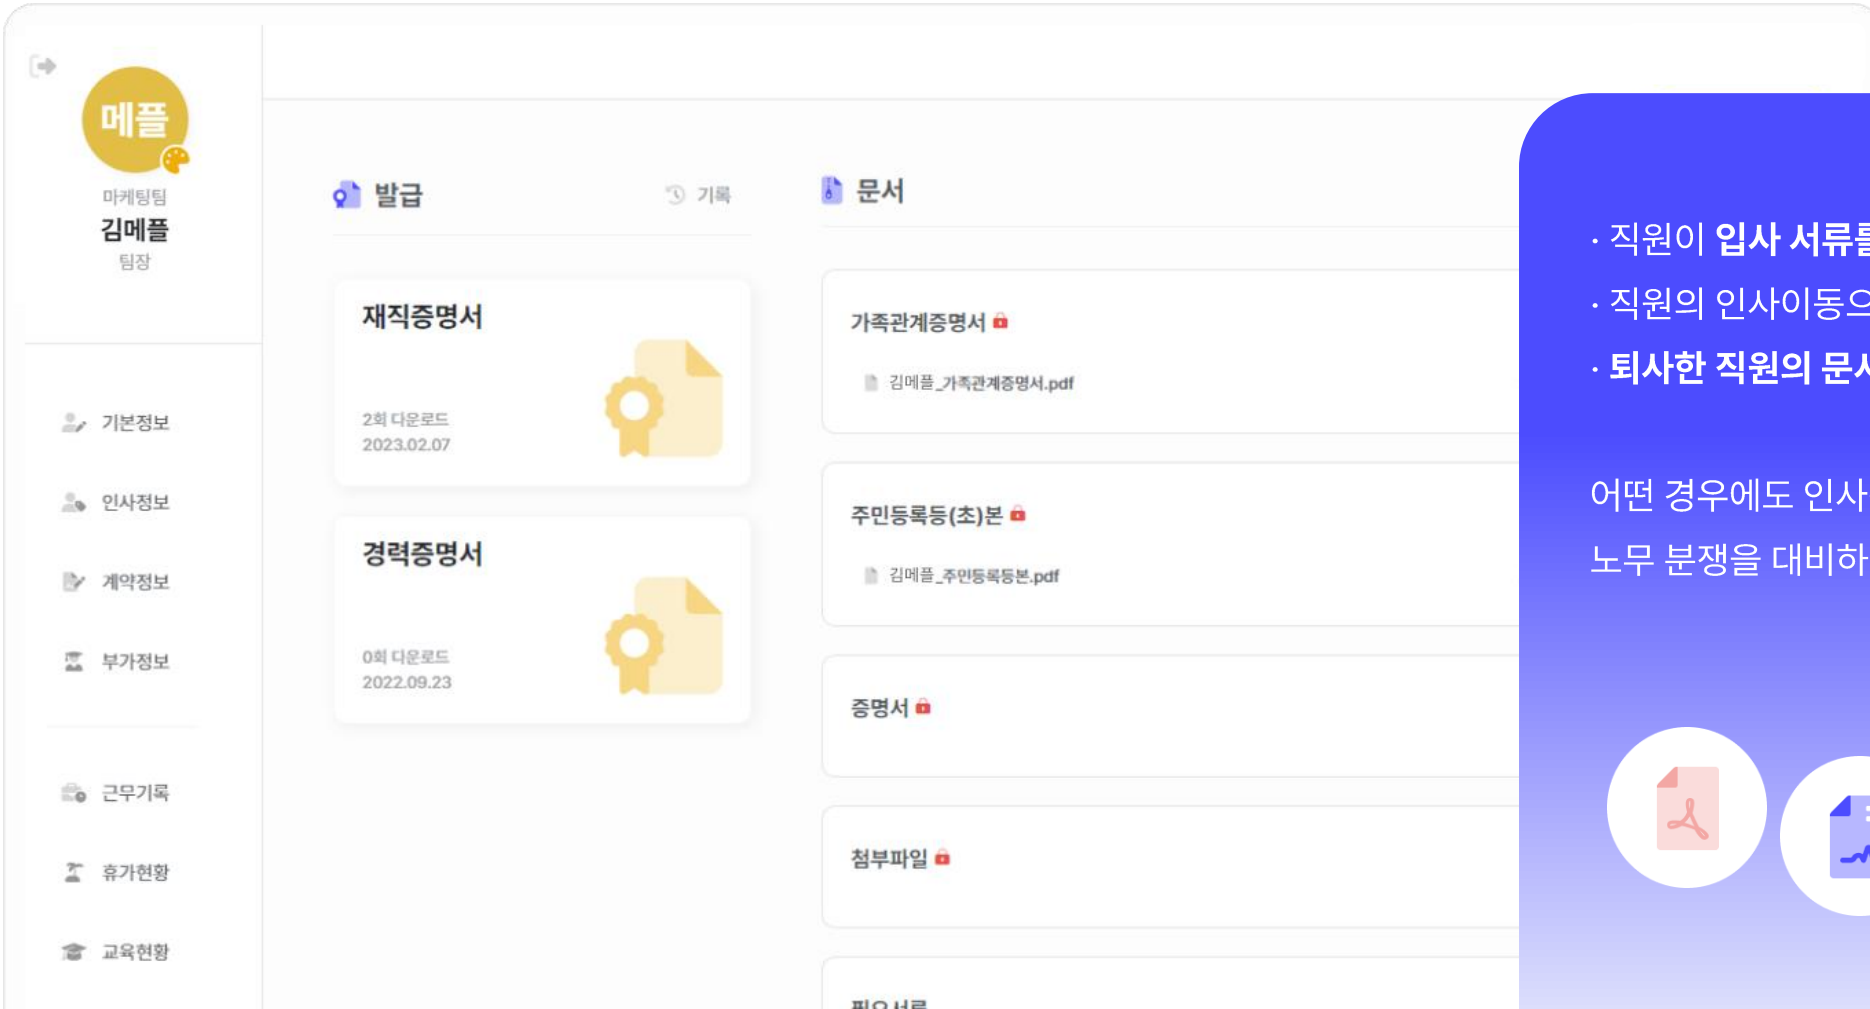 메플
마케팅팀
김메플
팀장
기본정보
인사정보
계약정보
부가정보
근무기록
휴가현황
교육현황
발급
기록
재직증명서
2회 다운로드
2023.02.07
경력증명서
0회 다운로드
2022.09.23
문서
가족관계증명서
김메플_가족관계증명서.pdf
주민등록등(초)본
김메플_주민등록등본.pdf
증명서
첨부파일
필요서류
· 직원이 입사 서류를
· 직원의 인사이동으
· 퇴사한 직원의 문서
어떤 경우에도 인사
노무 분쟁을 대비하